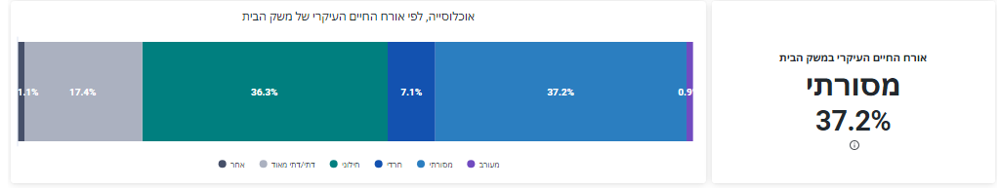 אוכלוסייה, לפי אורח החיים העיקרי של משק הבית
1.1% 17.4% 36.3% 7.1% 37.2% 0.9%
אחר דתי/דתי מאוד חילוני חרדי מסורתי מעורב
אורח החיים העיקרי במשק הבית
מסורתי
37.2%